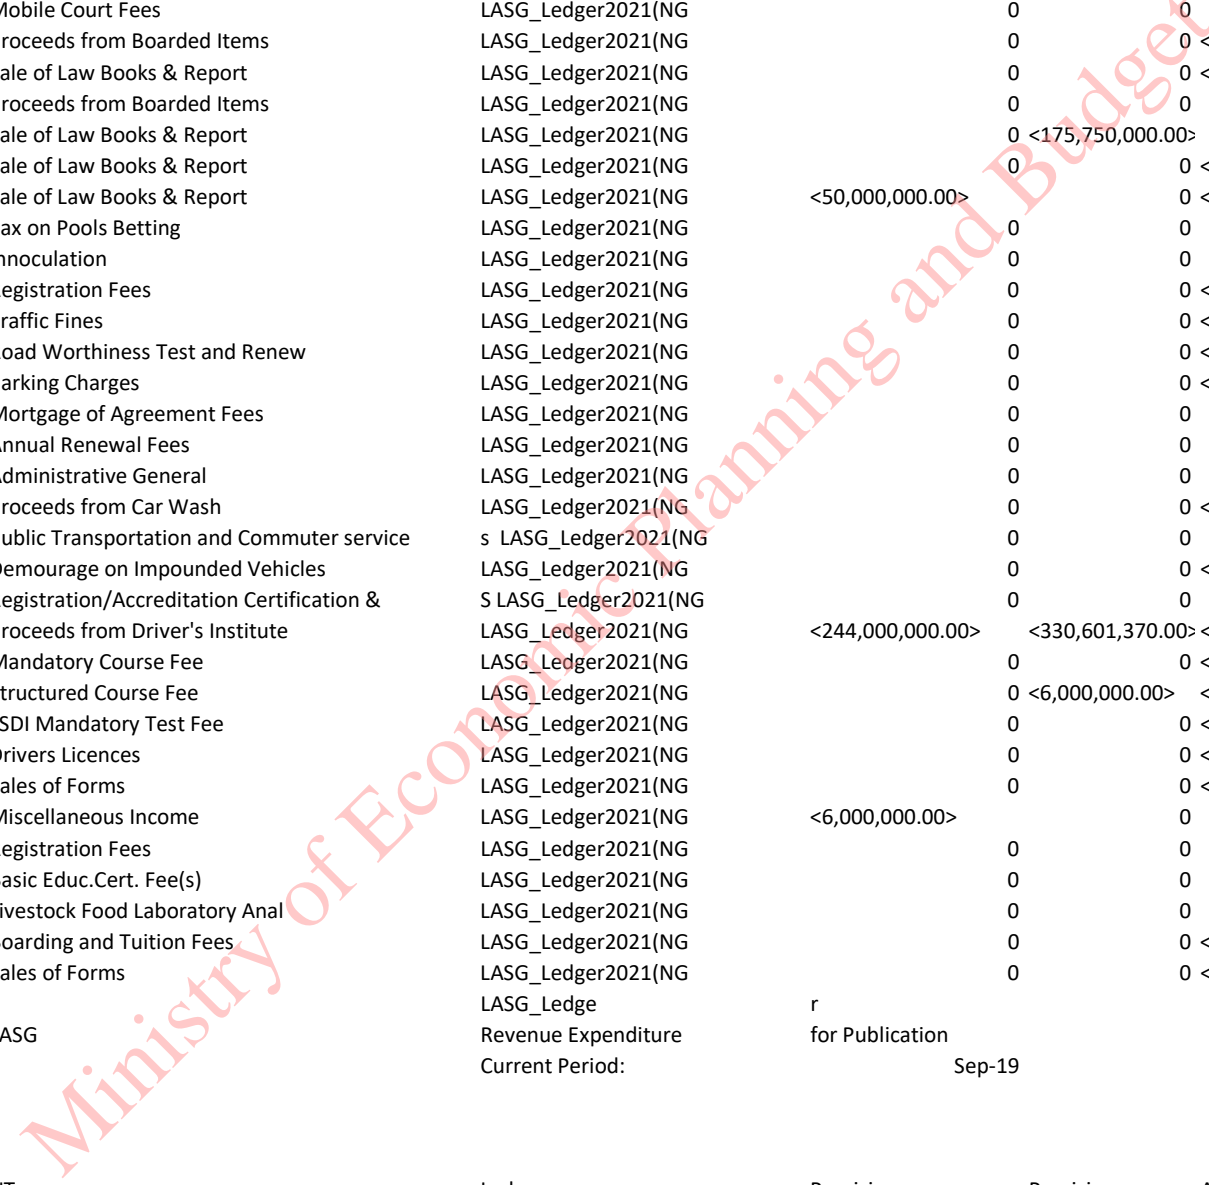 Mobile Court Fees LASG_Ledger2021(NG 0 0
roceeds from Boarded Items LASG_Ledger2021(NG 0 0 <
ale of Law Books & Report LASG_Ledger2021(NG 0 0 <
roceeds from Boarded Items LASG_Ledger2021(NG 0 0
ale of Law Books & Report LASG_Ledger2021(NG 0 <175,750,000.00>
ale of Law Books & Report LASG_Ledger2021(NG 0 0 <
ale of Law Books & Report LASG_Ledger2021(NG <50,000,000.00> 0 <
ax on Pools Betting LASG_Ledger2021(NG 0 0
nnoculation LASG_Ledger2021(NG 0 0
egistration Fees LASG_Ledger2021(NG 0 0 <
raffic Fines LASG_Ledger2021(NG 0 0 <
oad Worthiness Test and Renew LASG_Ledger2021(NG 0 0 <
arking Charges LASG_Ledger2021(NG 0 0 <
Mortgage of Agreement Fees LASG_Ledger2021(NG 0 0
Annual Renewal Fees LASG_Ledger2021(NG 0 0
Administrative General LASG_Ledger2021(NG 0 0
roceeds from Car Wash LASG_Ledger2021(NG 0 0 <
ublic Transportation and Commuter service s LASG_Ledger2021(NG 0 0
Demourage on Impounded Vehicles LASG_Ledger2021(NG 0 0 <
egistration/Accreditation Certification & S LASG_Ledger2021(NG 0 0
roceeds from Driver's Institute LASG_Ledger2021(NG <244,000,000.00> <330,601,370.00> <
Mandatory Course Fee LASG_Ledger2021(NG 0 0 <
tructured Course Fee LASG_Ledger2021(NG 0 <6,000,000.00> <
SDI Mandatory Test Fee LASG_Ledger2021(NG 0 0 <
Drivers Licences LASG_Ledger2021(NG 0 0 <
ales of Forms LASG_Ledger2021(NG 0 0 <
Miscellaneous Income LASG_Ledger2021(NG <6,000,000.00> 0
egistration Fees LASG_Ledger2021(NG 0 0
asic Educ.Cert. Fee(s) LASG_Ledger2021(NG 0 0
ivestock Food Laboratory Anal LASG_Ledger2021(NG 0 0
oarding and Tuition Fees LASG_Ledger2021(NG 0 0 <
ales of Forms LASG_Ledger2021(NG 0 0 <
LASG_Ledge r
ASG Revenue Expenditure for Publication
Current Period: Sep-19
Ministry of Economic Planning and Budget